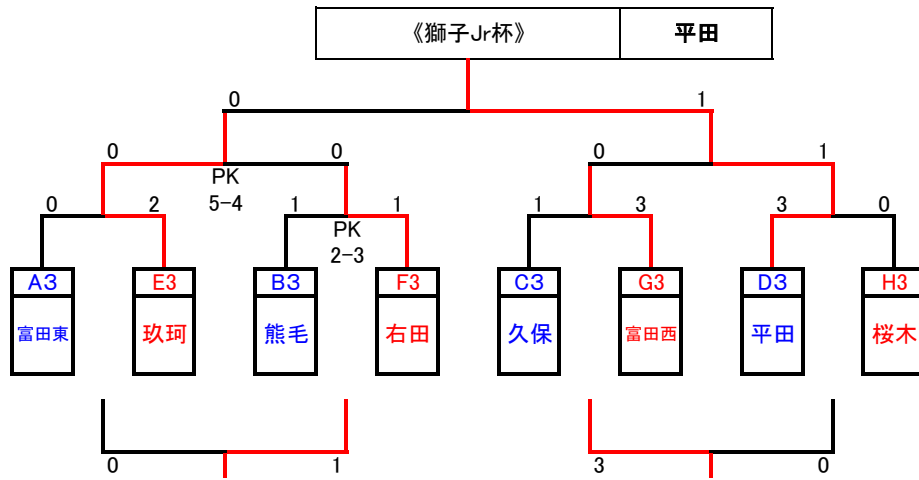 《獅子Jr杯》 平田
0 1
0 0 0 1
PK
5-4
0 2 1 1 1 3 3 0
PK
2-3
A3 E3 B3 F3 C3 G3 D3 H3
富田東 玖珂 熊毛 右田 久保 富田西 平田 桜木
0 1 3 0